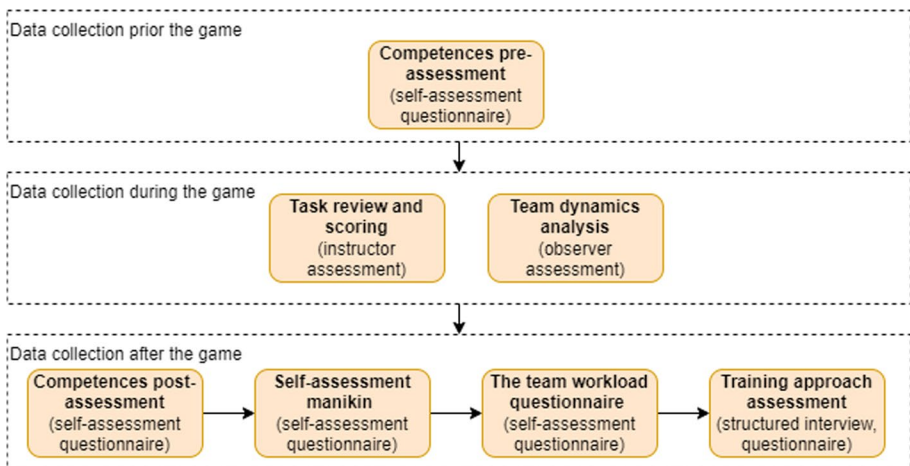 Data collection prior the game
Competences pre-
assessment
(self-assessment
questionnaire)
Data collection during the game
Task review and
scoring
(instructor
assessment)
Team dynamics
analysis
(observer
assessment)
Data collection after the game
Competences post-
assessment
(self-assessment
questionnaire)
Self-assessment
manikin
(self-assessment
questionnaire)
The team workload
questionnaire
(self-assessment
questionnaire)
Training approach
assessment
(structured interview,
questionnaire)